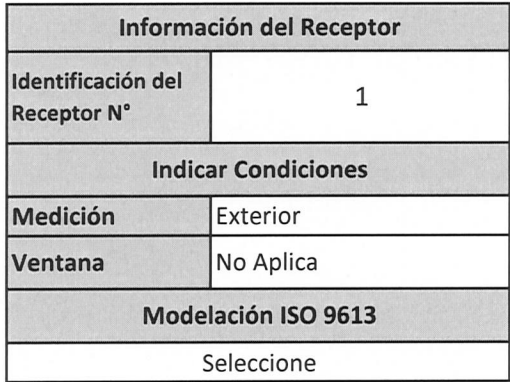 Información del Receptor
Identificación del
Receptor N° 1
Indicar Condiciones
Medición Exterior
Ventana No Aplica
Modelación ISO 9613
Seleccione